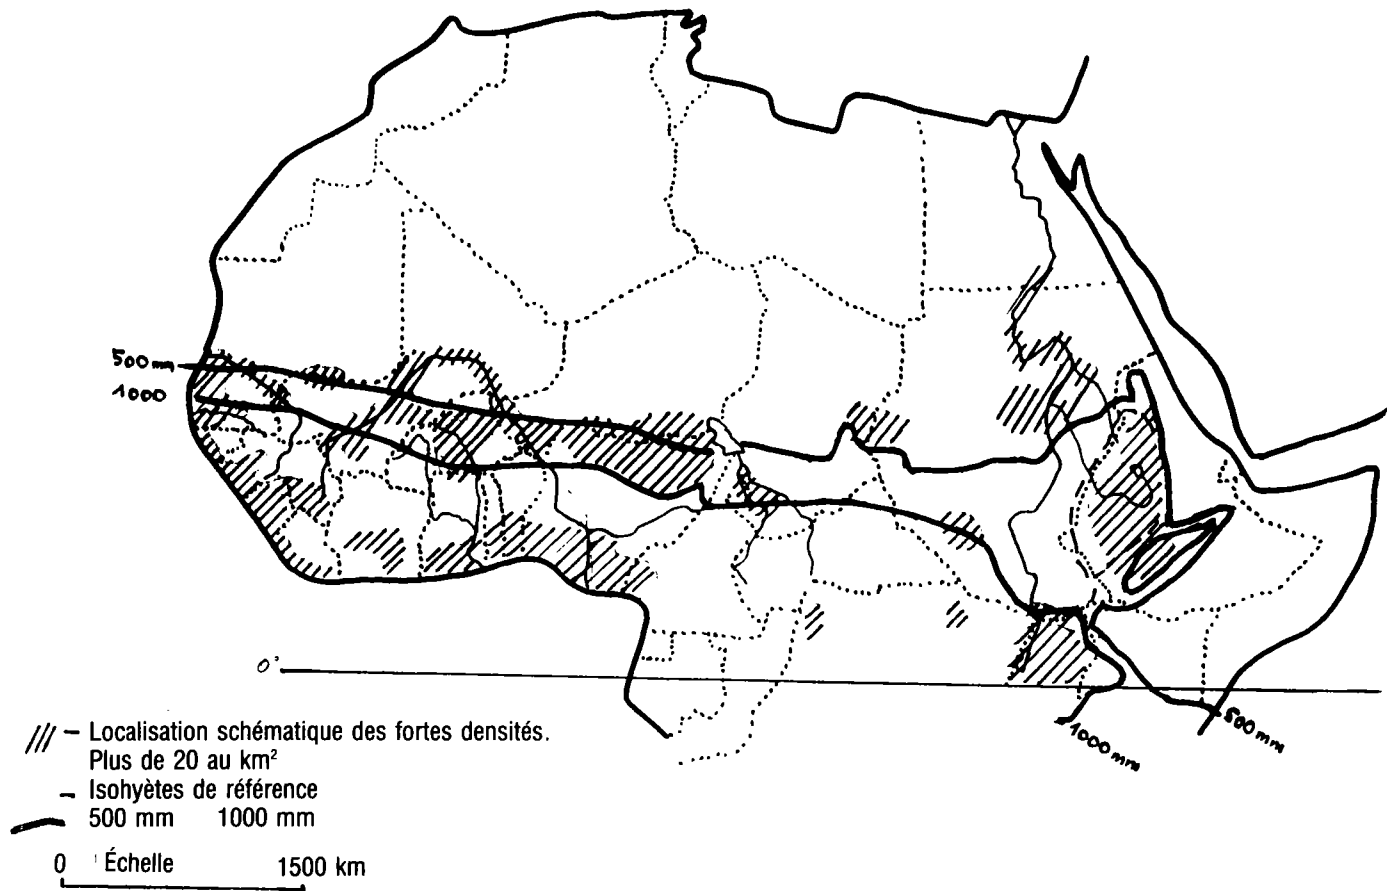 500 mm
1000
0°
1000 mm
500 mm
Localisation schématique des fortes densités.
Plus de 20 au km²
Isohyètes de référence
500 mm 1000 mm
0 Échelle 1500 km